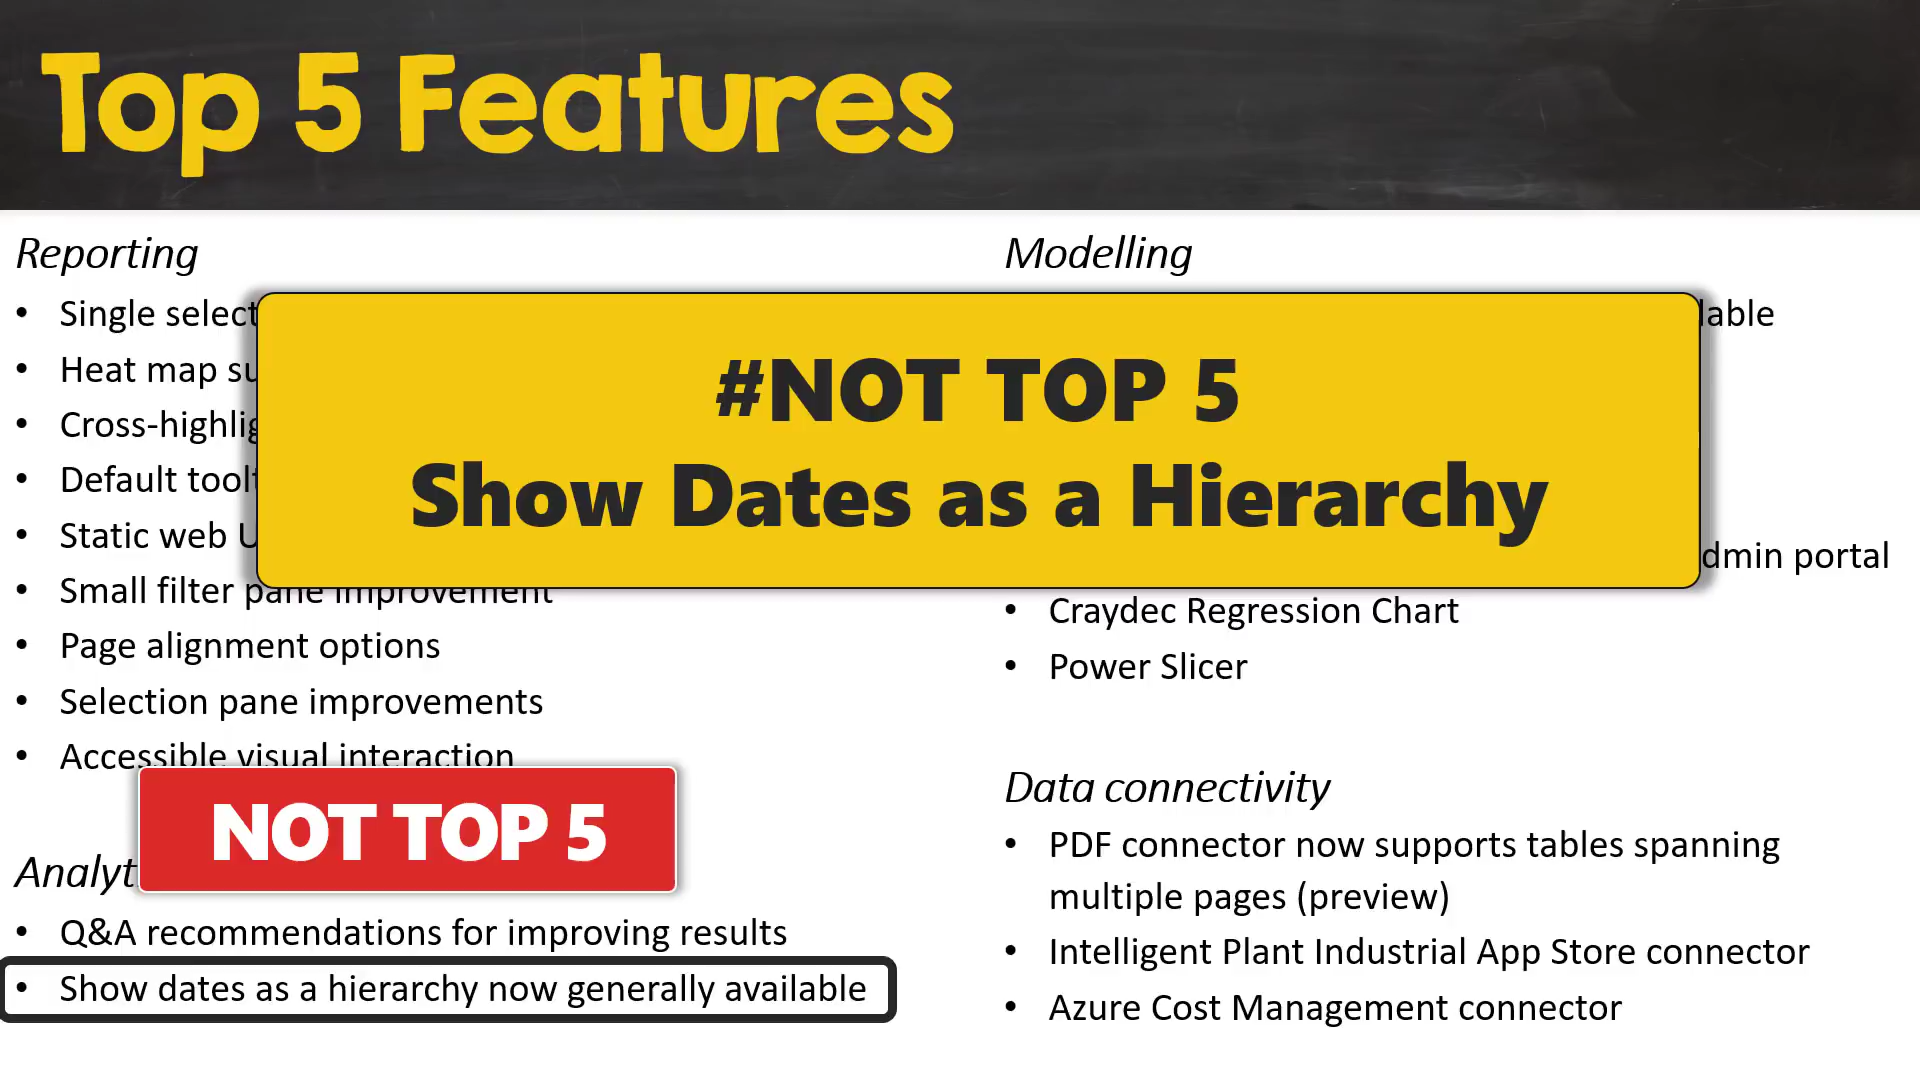 Top 5 Features
Reporting
• Single select
• Heat map
• Cross-highlig
• Default
• Static web
• Small filter pane improvement
• Page alignment options
• Selection pane improvements
• Accessible visual interaction
#NOT TOP 5
Show Dates as a Hierarchy
NOT TOP 5
Analyt
• Q&A recommendations for improving results
• Show dates as a hierarchy now generally available
Modelling
lable
dmin portal
• Craydec Regression Chart
• Power Slicer
Data connectivity
• PDF connector now supports tables spanning
multiple pages (preview)
• Intelligent Plant Industrial App Store connector
• Azure Cost Management connector